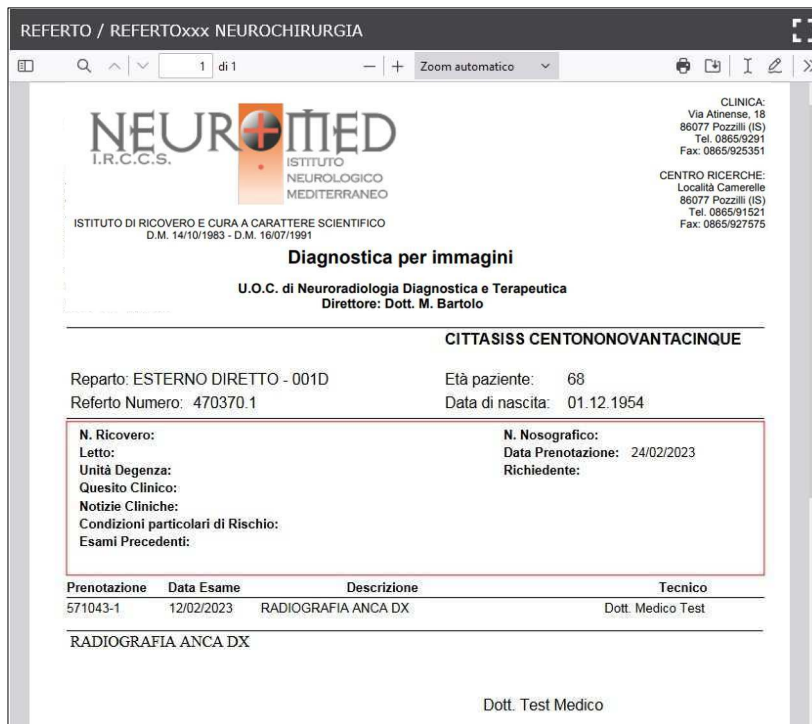 REFERTO / REFERTOxxx NEUROCHIRURGIA
1 di 1
Zoom automatico
NEUROMED
I.R.C.C.S.
ISTITUTO
NEUROLOGICO
MEDITERRANEO
ISTITUTO DI RICOVERO E CURA A CARATTERE SCIENTIFICO
D.M. 14/10/1983 - D.M. 16/07/1991
CLINICA:
Via Atinense, 18
86077 Pozzilli (IS)
Tel. 0865/9291
Fax: 0865/925351
CENTRO RICERCHE:
Località Camerelle
86077 Pozzilli (IS)
Tel. 0865/91521
Fax: 0865/927575
Diagnostica per immagini
U.O.C. di Neuroradiologia Diagnostica e Terapeutica
Direttore: Dott. M. Bartolo
CITTASISS CENTONONOVANTACINQUE
Reparto: ESTERNO DIRETTO - 001D Età paziente: 68
Referto Numero: 470370.1 Data di nascita: 01.12.1954
N. Ricovero: N. Nosografico:
Letto: Data Prenotazione: 24/02/2023
Unità Degenza: Richiedente:
Quesito Clinico:
Notizie Cliniche:
Condizioni particolari di Rischio:
Esami Precedenti:
Prenotazione Data Esame Descrizione Tecnico
571043-1 12/02/2023 RADIOGRAFIA ANCA DX Dott. Medico Test
RADIOGRAFIA ANCA DX
Dott. Test Medico